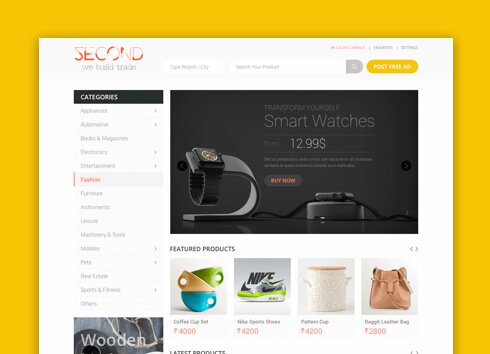 SECOND
we build trade
Hi CALVIN CARRICK | FAVORITES | SETTINGS
Type Region / City
Search Your Product
POST FREE AD
CATEGORIES
Appliances
Automotive
Books & Magazines
Electronics
Entertainment
Fashion
Furniture
Instruments
Leisure
Machinery & Tools
Mobiles
Pets
Real Estate
Sports & Fitness
Others
Wooden
TRANSFORM YOURSELF
Smart Watches
from 12.99$
BUY NOW
FEATURED PRODUCTS
NIKE
Coffee Cup Set
₹4000
Nike Sports Shoes
₹4200
Pattern Cup
₹4200
Baggit Leather Bag
₹2800
LATEST PRODUCTS